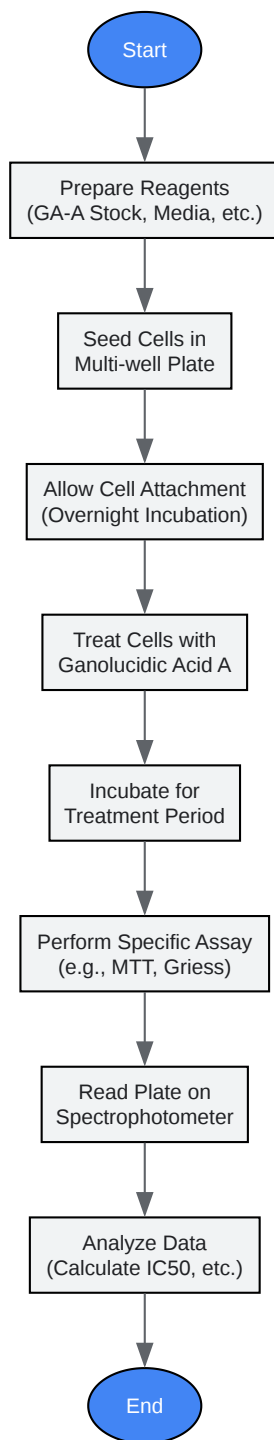 Start
Prepare Reagents
(GA-A Stock, Media, etc.)
Seed Cells in
Multi-well Plate
Allow Cell Attachment
(Overnight Incubation)
Treat Cells with
Ganolucidic Acid A
Incubate for
Treatment Period
Perform Specific Assay
(e.g., MTT, Griess)
Read Plate on
Spectrophotometer
Analyze Data
(Calculate IC50, etc.)
End